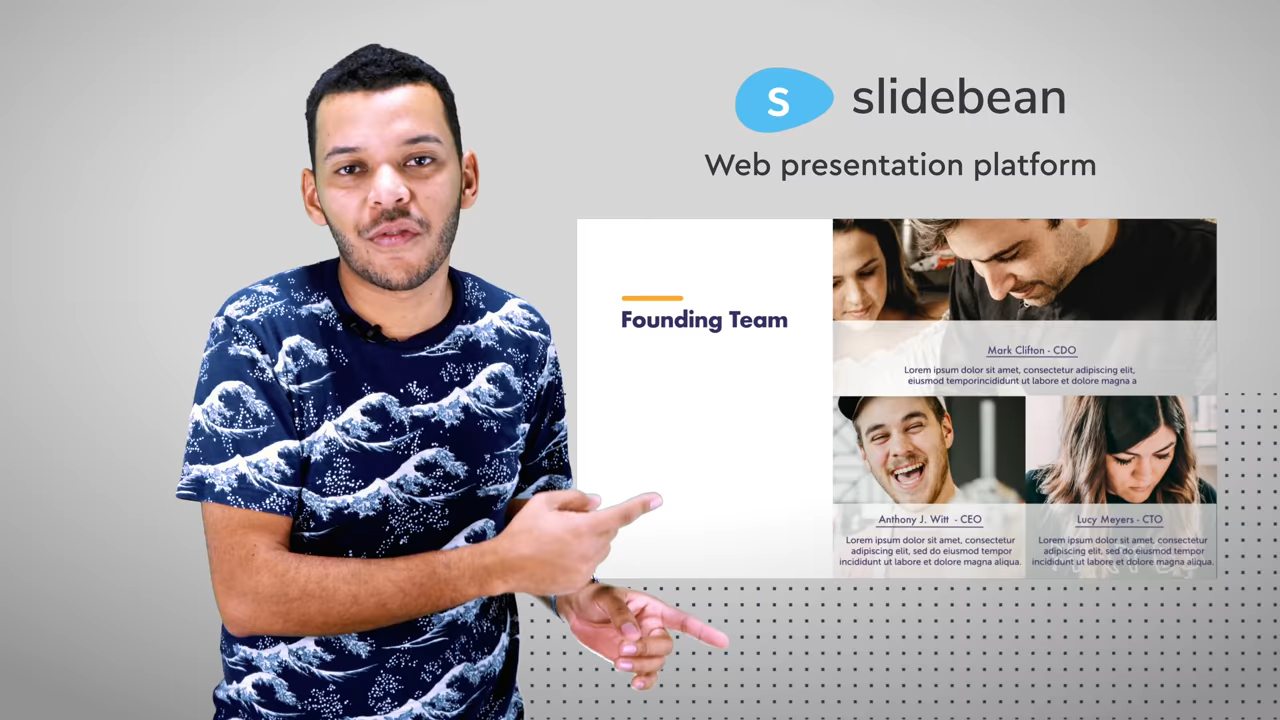 s slidebean
Web presentation platform
Founding Team
Mark Clifton - CDO
Lorem ipsum dolor sit amet, consectetur adipiscing elit,
eiusmod temporincididunt ut labore et dolore magna a
Anthony J. Witt - CEO
Lorem ipsum dolor sit amet, consectetur
adipiscing elit, sed do eiusmod tempor
incididunt ut labore et dolore magna aliqua.
Lucy Meyers - CTO
Lorem ipsum dolor sit amet, consectetur
adipiscing elit, sed do eiusmod tempor
incididunt ut labore et dolore magna aliqua.